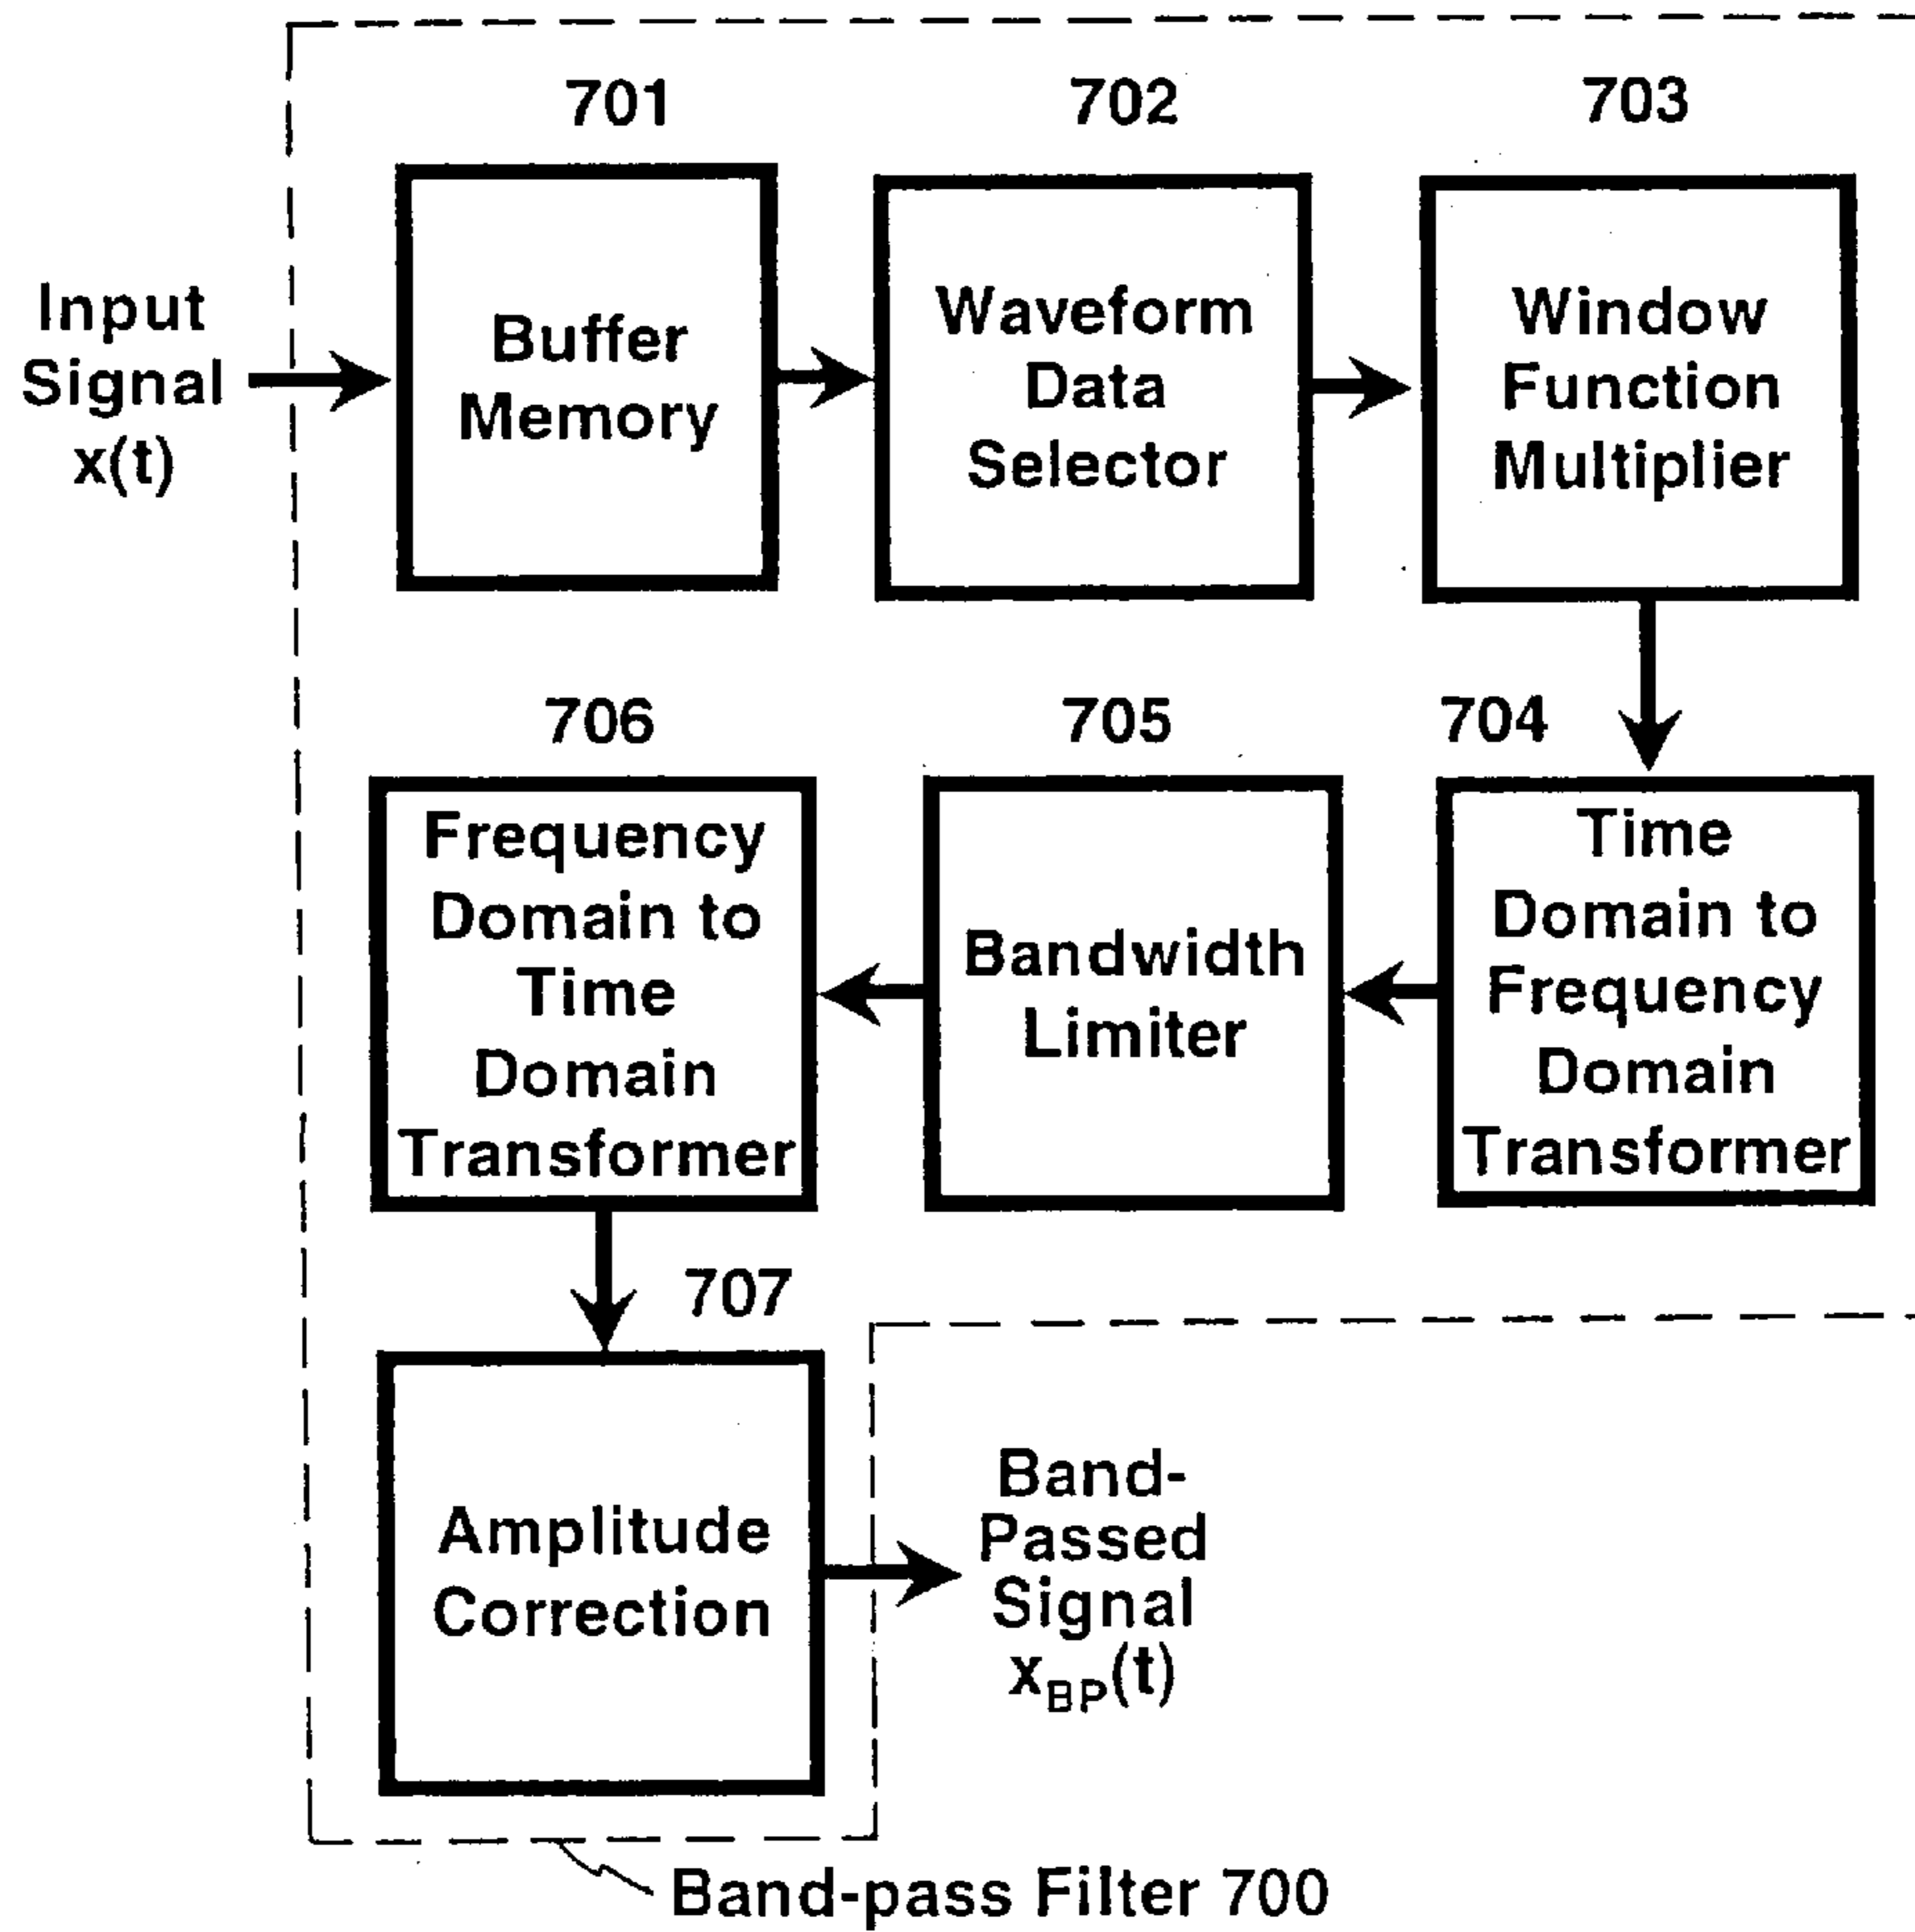 701
702
703
Input
Signal
x(t)
Buffer
Memory
Waveform
Data
Selector
Window
Function
Multiplier
706
705
704
Frequency
Domain to
Time
Domain
Transformer
Bandwidth
Limiter
Time
Domain to
Frequency
Domain
Transformer
707
Amplitude
Correction
Band-
Passed
Signal
x_BP(t)
Band-pass Filter 700